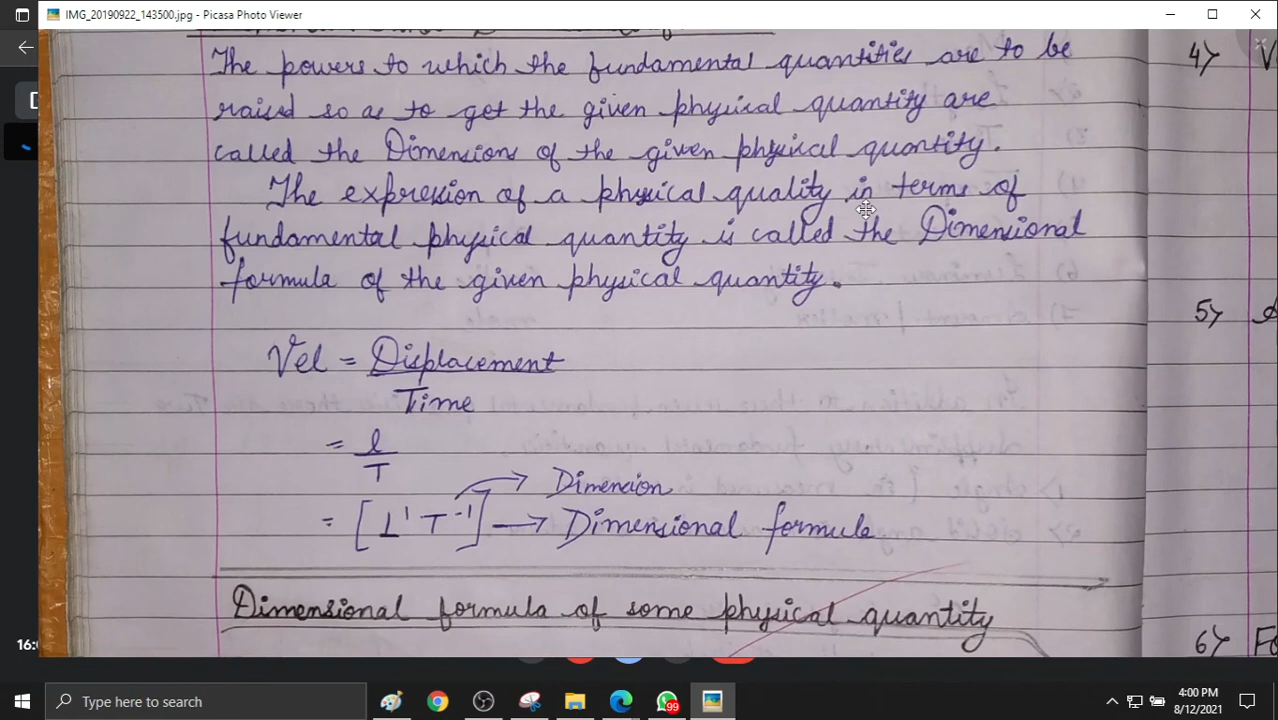 IMG_20190922_143500.jpg - Picasa Photo Viewer
The powers to which the fundamental quantities are to be
raised so as to get the given physical quantity are
called the Dimensions of the given physical quantity.
The expression of a physical quality in terms of
fundamental physical quantity is called the Dimensional
formula of the given physical quantity.
Vel = Displacement
Time
= l
T
→ Dimencion
= [L¹ T⁻¹] → Dimensional formula
Dimensional formula of some physical quantity
4>
5>
6>
Type here to search
99
4:00 PM
8/12/2021